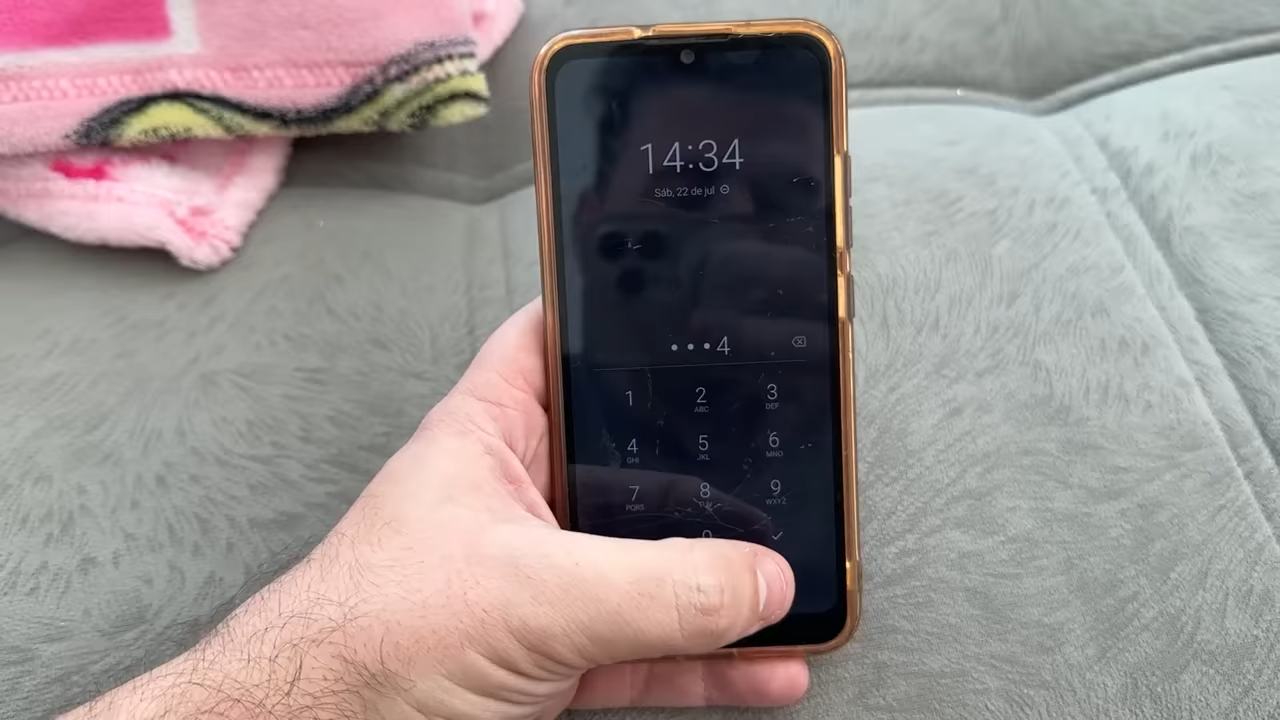 14:34
Sáb, 22 de jul
•••4
1 2 3
ABC DEF
4 5 6
GHI JKL MNO
7 8 9
PQRS TUV WXYZ